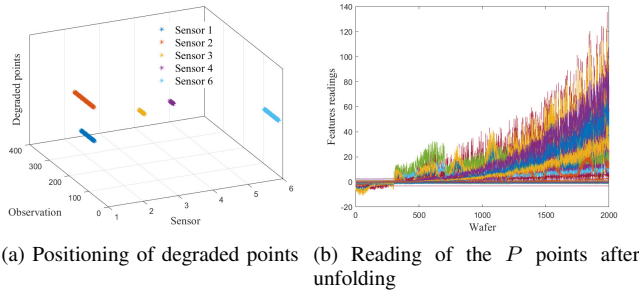 Sensor 1
Sensor 2
Sensor 3
Sensor 4
Sensor 6
Degraded points
400
300
200
100
0
Observation
1
2
3
4
5
6
Sensor
140
120
100
80
60
40
20
0
-20
Features readings
0
500
1000
1500
2000
Wafer
(a) Positioning of degraded points
(b) Reading of the P points after
unfolding